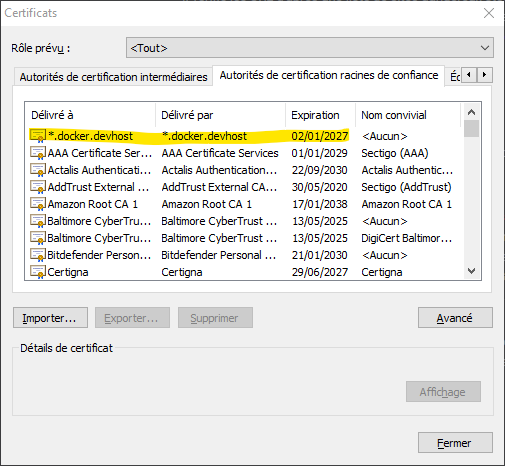 Certificats
Rôle prévu :
<Tout>
Autorités de certification intermédiaires
Autorités de certification racines de confiance
Éc
Délivré à Délivré par Expiration Nom convivial
*.docker.devhost *.docker.devhost 02/01/2027 <Aucun>
AAA Certificate Ser... AAA Certificate Services 01/01/2029 Sectigo (AAA)
Actalis Authentication... Actalis Authentication... 22/09/2030 Actalis Authentic...
AddTrust External ... AddTrust External CA... 30/05/2020 Sectigo (AddTrust)
Amazon Root CA 1 Amazon Root CA 1 17/01/2038 Amazon Root CA 1
Baltimore CyberTrust ... Baltimore CyberTrust ... 13/05/2025 <Aucun>
Baltimore CyberTrust ... Baltimore CyberTrust ... 13/05/2025 DigiCert Baltimor...
Bitdefender Person... Bitdefender Personal ... 21/01/2030 <Aucun>
Certigna Certigna 29/06/2027 Certigna
Importer... Exporter... Supprimer Avancé
Détails de certificat
Affichage
Fermer